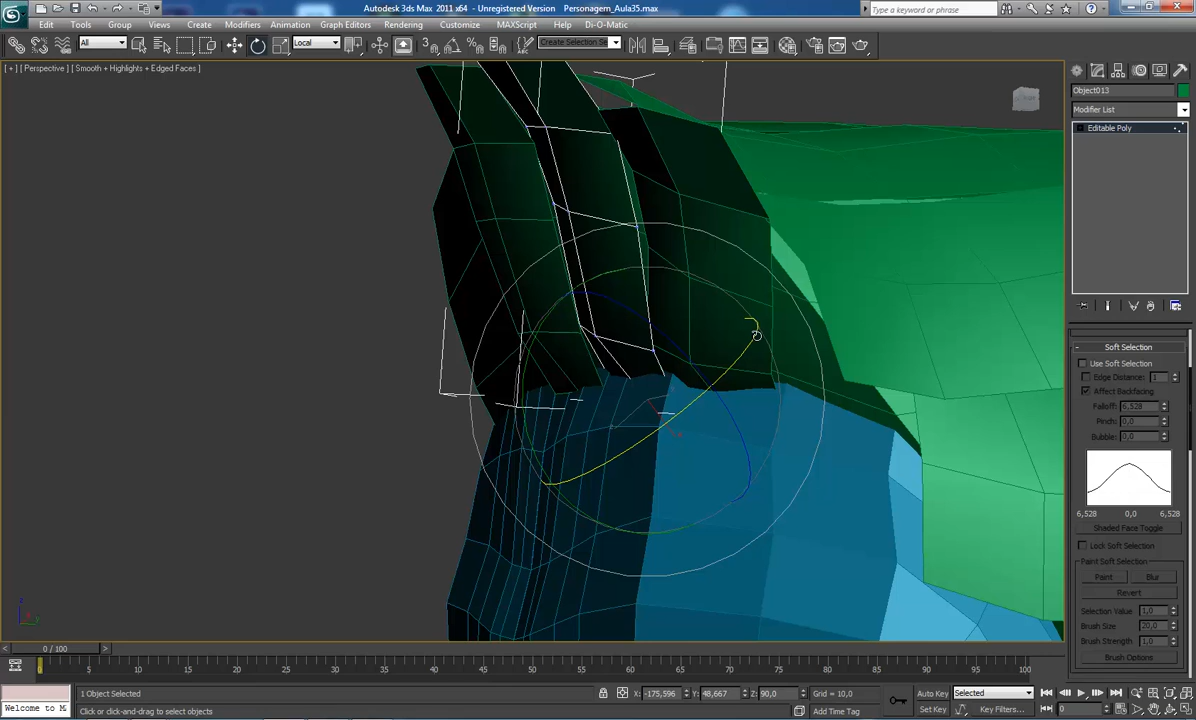 Autodesk 3ds Max 2011 x64 - Unregistered Version Personagem_Aula35.max
Type a keyword or phrase
Edit Tools Group Views Create Modifiers Animation Graph Editors Rendering Customize MAXScript Help Di-O-Matic
All Local Create Selection Se
[ + ] [ Perspective ] [ Smooth + Highlights + Edged Faces ]
Object013
Modifier List
Editable Poly
Soft Selection
Use Soft Selection
Edge Distance: 1
Affect Backfacing
Falloff: 6,528
Pinch: 0,0
Bubble: 0,0
6,528 0,0 6,528
Shaded Face Toggle
Lock Soft Selection
Paint Soft Selection
Paint Blur
Revert
Selection Value 1,0
Brush Size 20,0
Brush Strength 1,0
Brush Options
0 / 100
0 5 10 15 20 25 30 35 40 45 50 55 60 65 70 75 80 85 90 95 100
1 Object Selected X: -175,596 Y: 48,667 Z: 90,0 Grid = 10,0 Auto Key Selected
Welcome to M Click or click-and-drag to select objects Add Time Tag Set Key Key Filters... 0